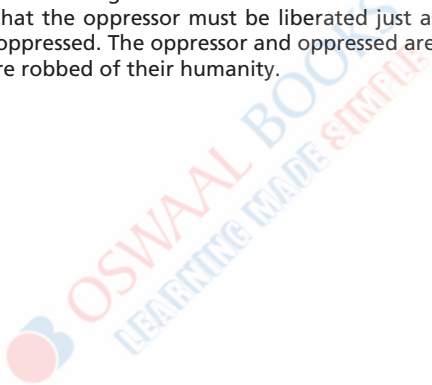 that the oppressor must be liberated just a
oppressed. The oppressor and oppressed are
re robbed of their humanity.
OSWAAL BOOKS
LEARNING MADE SIMPLE